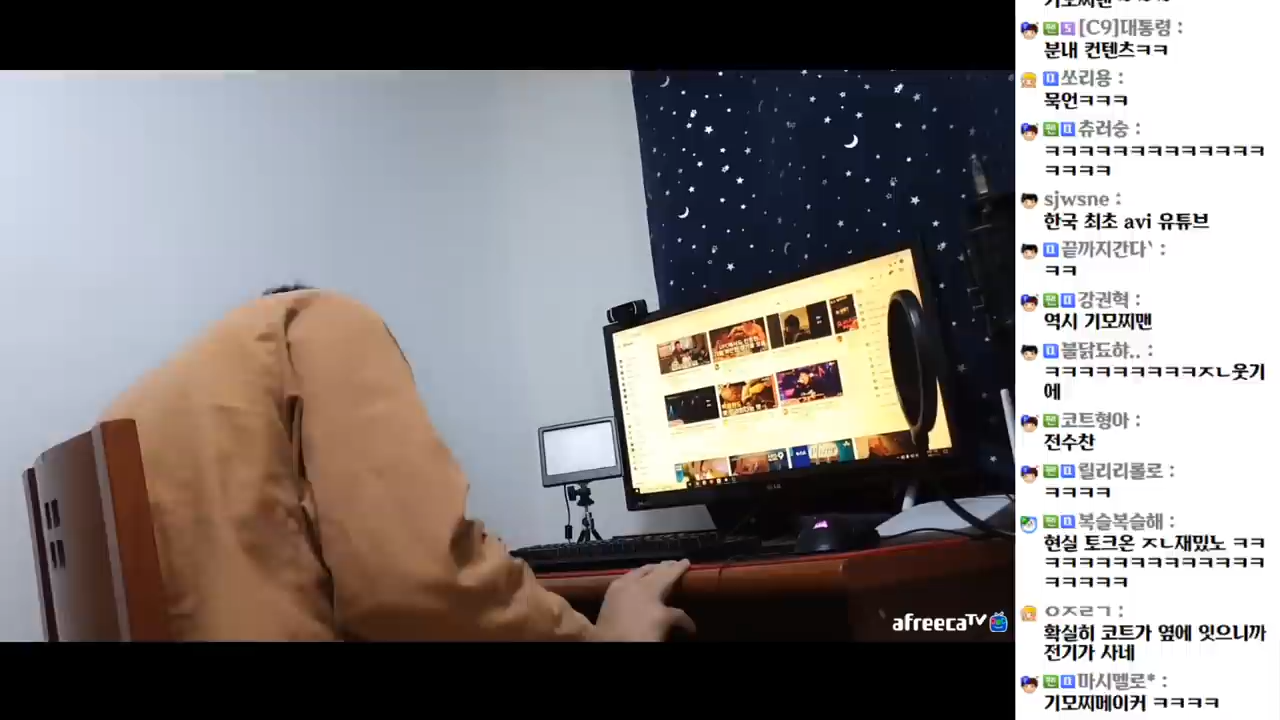 [C9]대통령 :
분내 컨텐츠ㅋㅋ
쏘리용 :
묵언ㅋㅋㅋ
츄러숭 :
ㅋㅋㅋㅋㅋㅋㅋㅋㅋㅋㅋㅋㅋ
ㅋㅋㅋㅋ
sjwsne :
한국 최초 avi 유튜브
끝까지간다` :
ㅋㅋ
강권혁 :
역시 기모찌맨
불닭됴하.. :
ㅋㅋㅋㅋㅋㅋㅋㅋㅋㅈㄴ웃기
에
코트형아 :
전수찬
릴리리롤로 :
ㅋㅋㅋㅋ
복슬복슬해 :
현실 토크온 ㅈㄴ재밌노 ㅋㅋ
ㅋㅋㅋㅋㅋㅋㅋㅋㅋㅋㅋㅋㅋ
ㅋㅋㅋㅋㅋ
ㅇㅈㄹㄱ :
확실히 코트가 옆에 잇으니까
전기가 사네
마시멜로* :
기모찌메이커 ㅋㅋㅋㅋ
afreecaTV